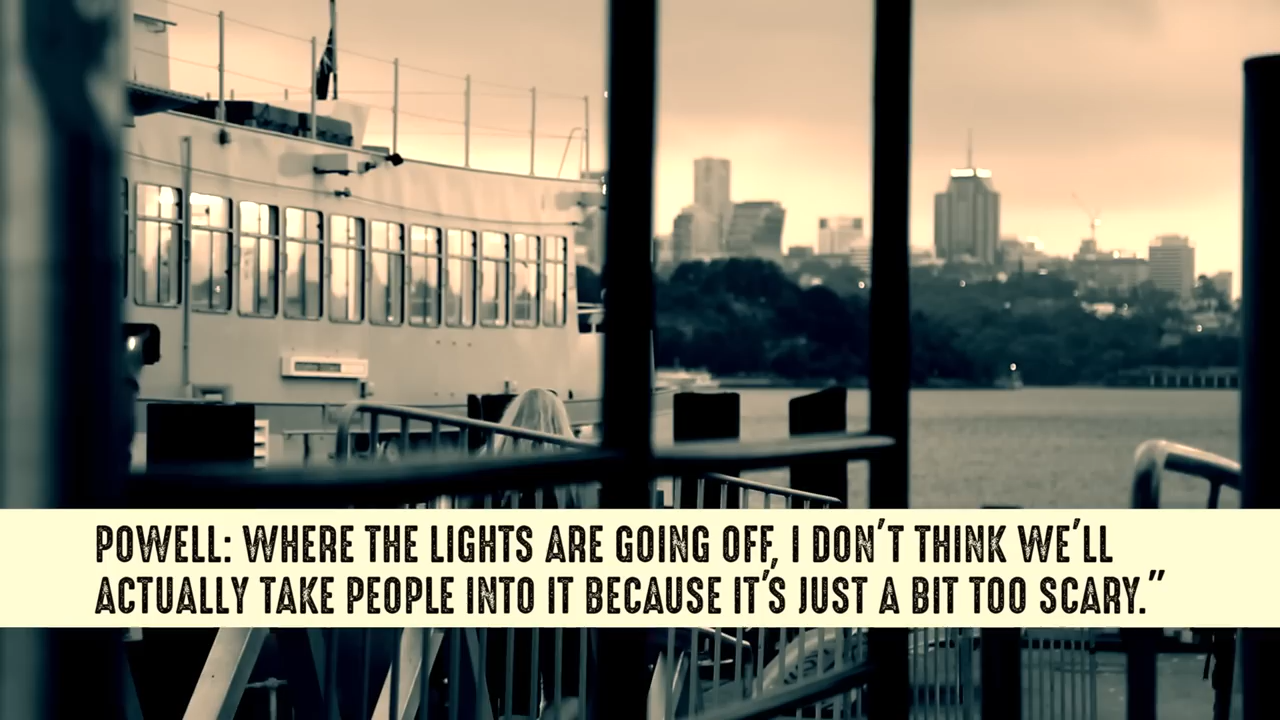 POWELL: WHERE THE LIGHTS ARE GOING OFF, I DON'T THINK WE'LL
ACTUALLY TAKE PEOPLE INTO IT BECAUSE IT'S JUST A BIT TOO SCARY."